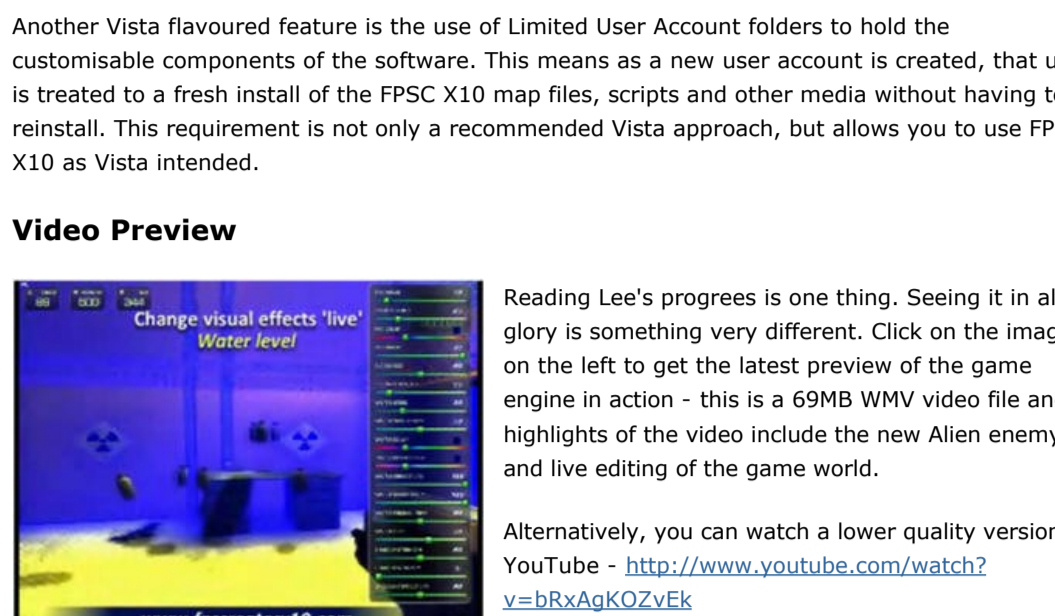 Another Vista flavoured feature is the use of Limited User Account folders to hold the
customisable components of the software. This means as a new user account is created, that u
is treated to a fresh install of the FPSC X10 map files, scripts and other media without having to
reinstall. This requirement is not only a recommended Vista approach, but allows you to use FP
X10 as Vista intended.
Video Preview
89 500 344
Change visual effects 'live'
Water level
Reading Lee's progrees is one thing. Seeing it in al
glory is something very different. Click on the imag
on the left to get the latest preview of the game
engine in action - this is a 69MB WMV video file an
highlights of the video include the new Alien enemy
and live editing of the game world.
Alternatively, you can watch a lower quality version
YouTube - http://www.youtube.com/watch?
v=bRxAgKOZvEk